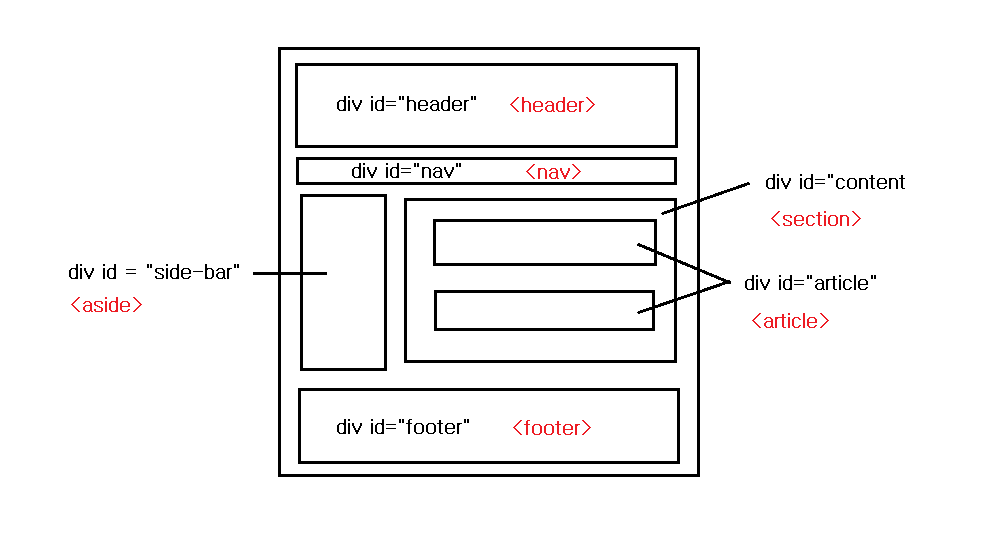 div id="header" <header>
div id="nav" <nav>
div id="content
<section>
div id = "side-bar"
<aside>
div id="article"
<article>
div id="footer" <footer>